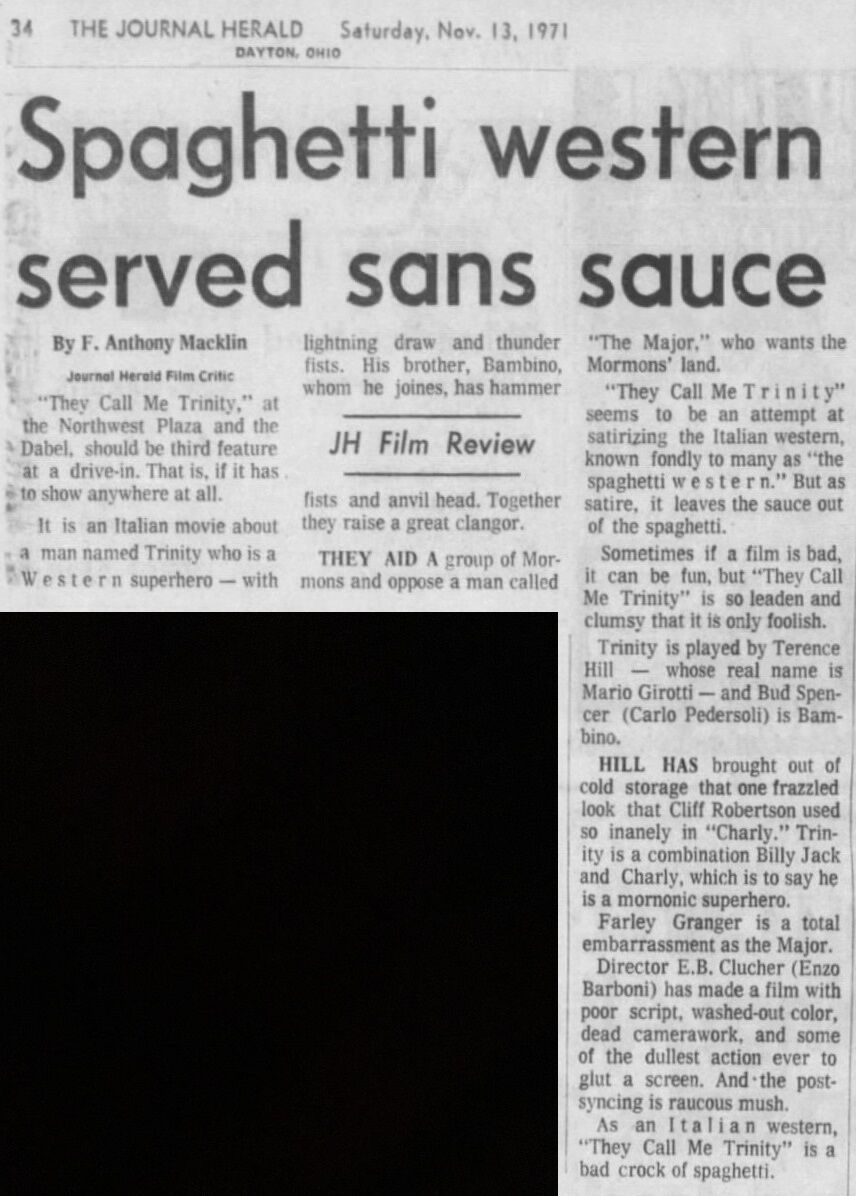 34 THE JOURNAL HERALD Saturday, Nov. 13, 1971
DAYTON, OHIO
Spaghetti western
served sans sauce
By F. Anthony Macklin
Journal Herald Film Critic
"They Call Me Trinity," at
the Northwest Plaza and the
Dabel, should be third feature
at a drive-in. That is, if it has
to show anywhere at all.
It is an Italian movie about
a man named Trinity who is a
Western superhero — with
lightning draw and thunder
fists. His brother, Bambino,
whom he joines, has hammer
JH Film Review
fists and anvil head. Together
they raise a great clangor.
THEY AID A group of Mor-
mons and oppose a man called
"The Major," who wants the
Mormons' land.
"They Call Me Trinity"
seems to be an attempt at
satirizing the Italian western,
known fondly to many as "the
spaghetti western." But as
satire, it leaves the sauce out
of the spaghetti.
Sometimes if a film is bad,
it can be fun, but "They Call
Me Trinity" is so leaden and
clumsy that it is only foolish.
Trinity is played by Terence
Hill — whose real name is
Mario Girotti — and Bud Spen-
cer (Carlo Pedersoli) is Bam-
bino.
HILL HAS brought out of
cold storage that one frazzled
look that Cliff Robertson used
so inanely in "Charly." Trin-
ity is a combination Billy Jack
and Charly, which is to say he
is a mornonic superhero.
Farley Granger is a total
embarrassment as the Major.
Director E.B. Clucher (Enzo
Barboni) has made a film with
poor script, washed-out color,
dead camerawork, and some
of the dullest action ever to
glut a screen. And the post-
syncing is raucous mush.
As an Italian western,
"They Call Me Trinity" is a
bad crock of spaghetti.